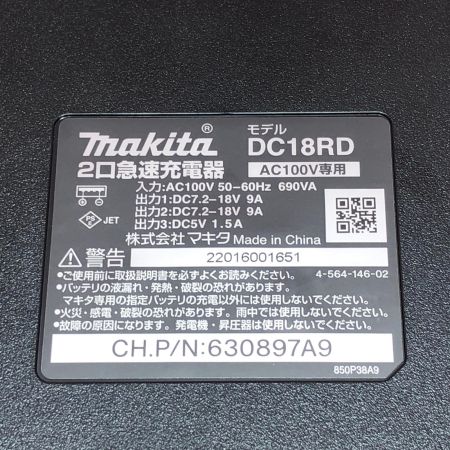 makita® モデル DC18RD
2口急速充電器 AC100V専用
入力:AC100V 50-60Hz 690VA
出力1:DC7.2-18V 9A
出力2:DC7.2-18V 9A
出力3:DC5V 1.5A
PS E JET
株式会社マキタ Made in China
⚠警告 22016001651
•ご使用前に取扱説明書を必ずよくお読みください。 4-564-146-02
•バッテリの液漏れ・発熱・破裂の恐れあり。
マキタ専用の指定バッテリの充電以外には使用しないでください。
•火災・感電・破裂の恐れあり。雨中では使用しないでください。
•故障の原因になります。発電機・昇圧器は使用しないでください。
CH.P/N:630897A9
850P38A9